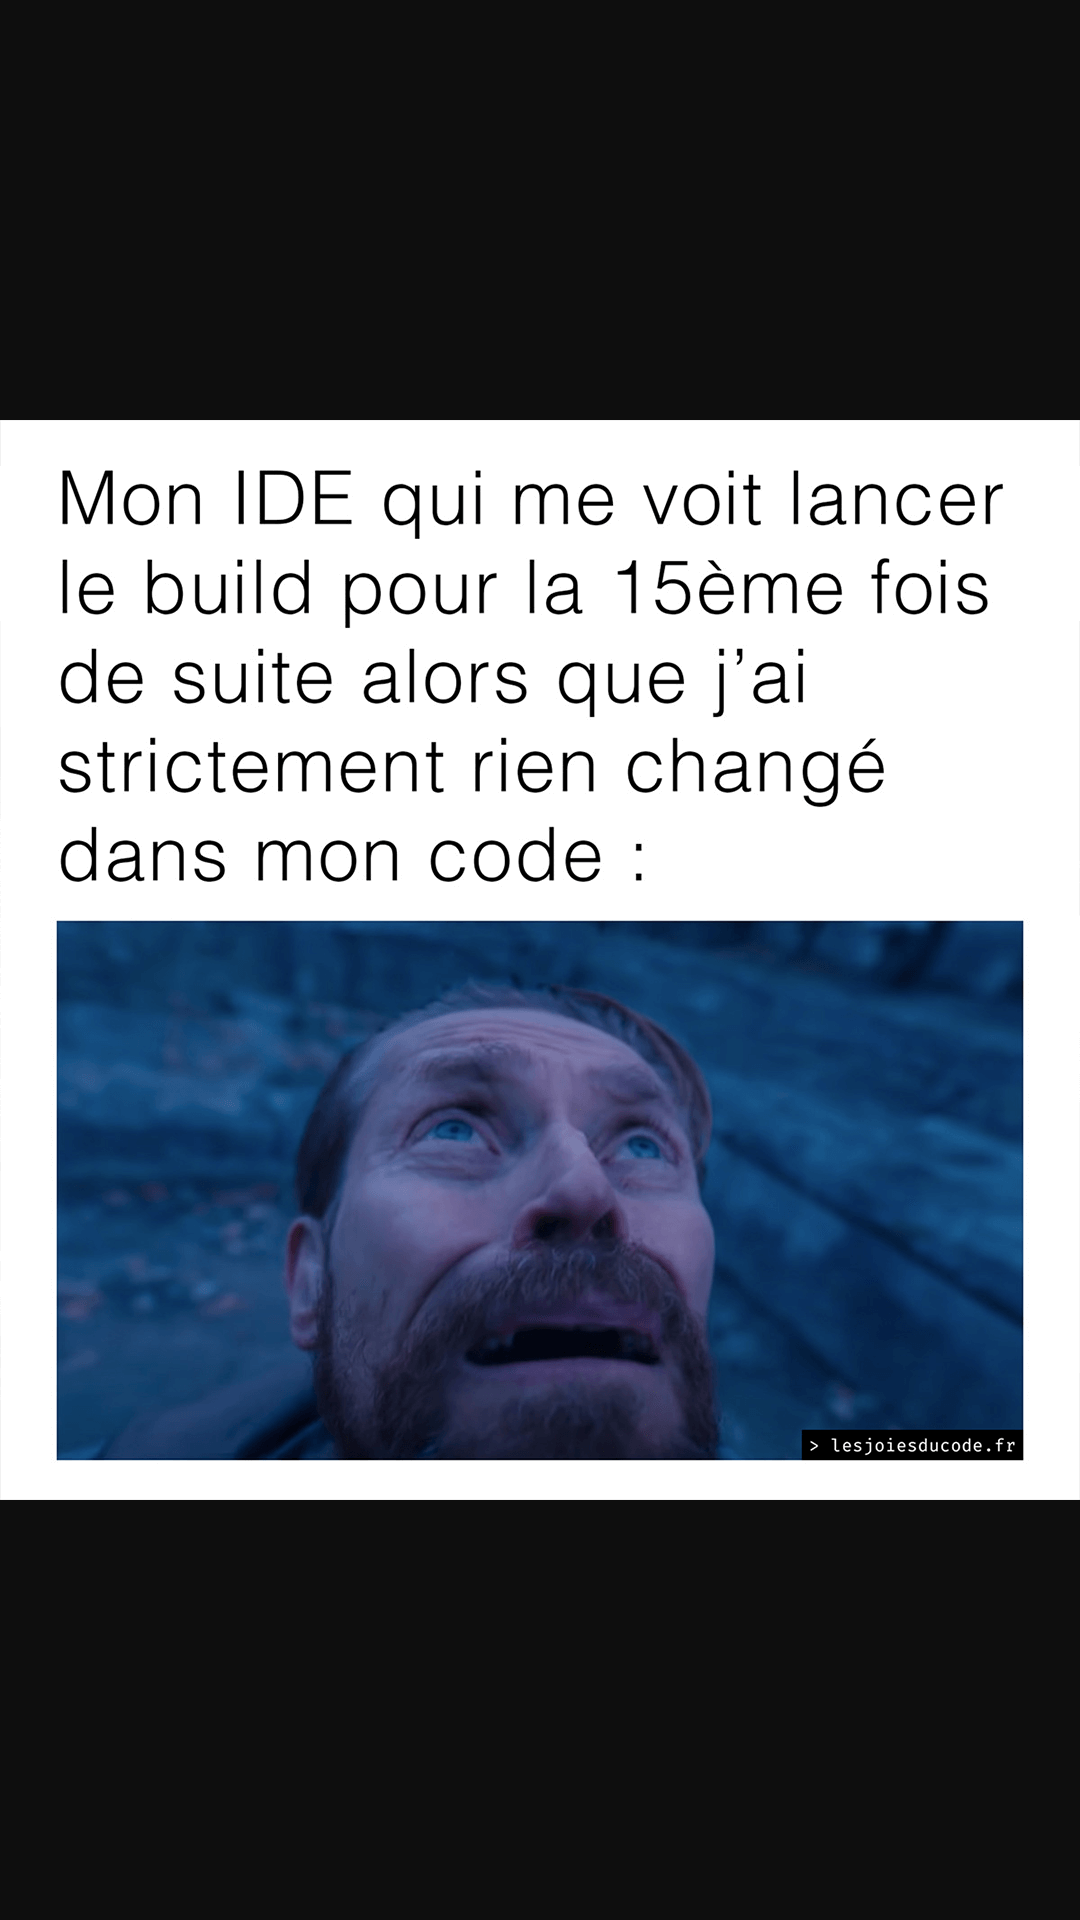 Mon IDE qui me voit lancer
le build pour la 15ème fois
de suite alors que j’ai
strictement rien changé
dans mon code :
> lesjoiesducode.fr